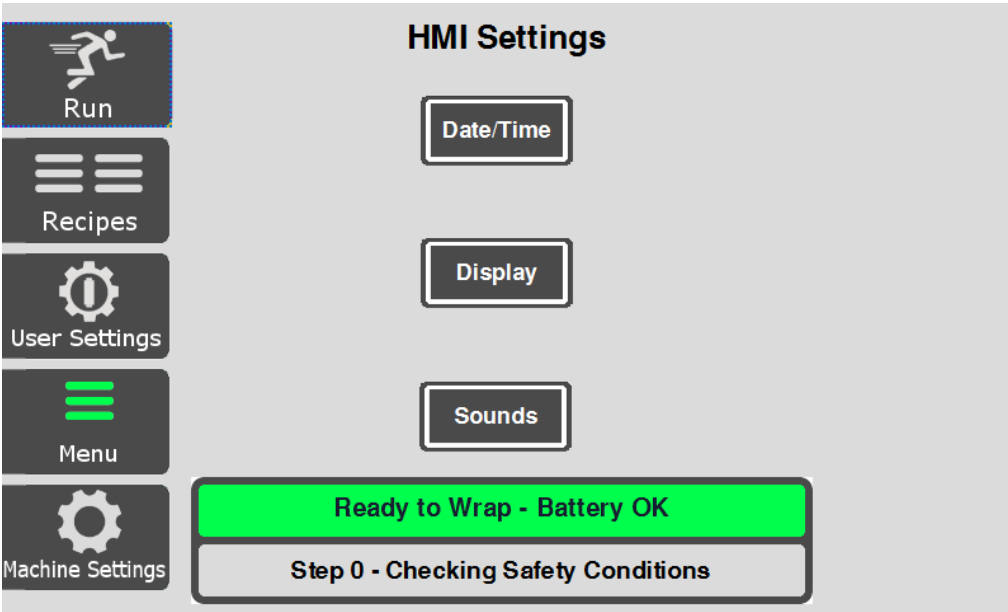 HMI Settings
Run
Date/Time
Recipes
Display
User Settings
Sounds
Menu
Ready to Wrap - Battery OK
Machine Settings
Step 0 - Checking Safety Conditions